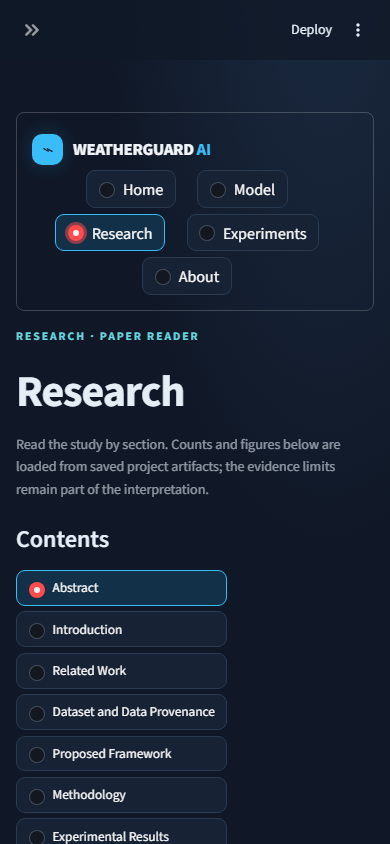 Deploy
WEATHERGUARD AI
Home
Model
Research
Experiments
About
RESEARCH · PAPER READER
Research
Read the study by section. Counts and figures below are
loaded from saved project artifacts; the evidence limits
remain part of the interpretation.
Contents
Abstract
Introduction
Related Work
Dataset and Data Provenance
Proposed Framework
Methodology
Experimental Results